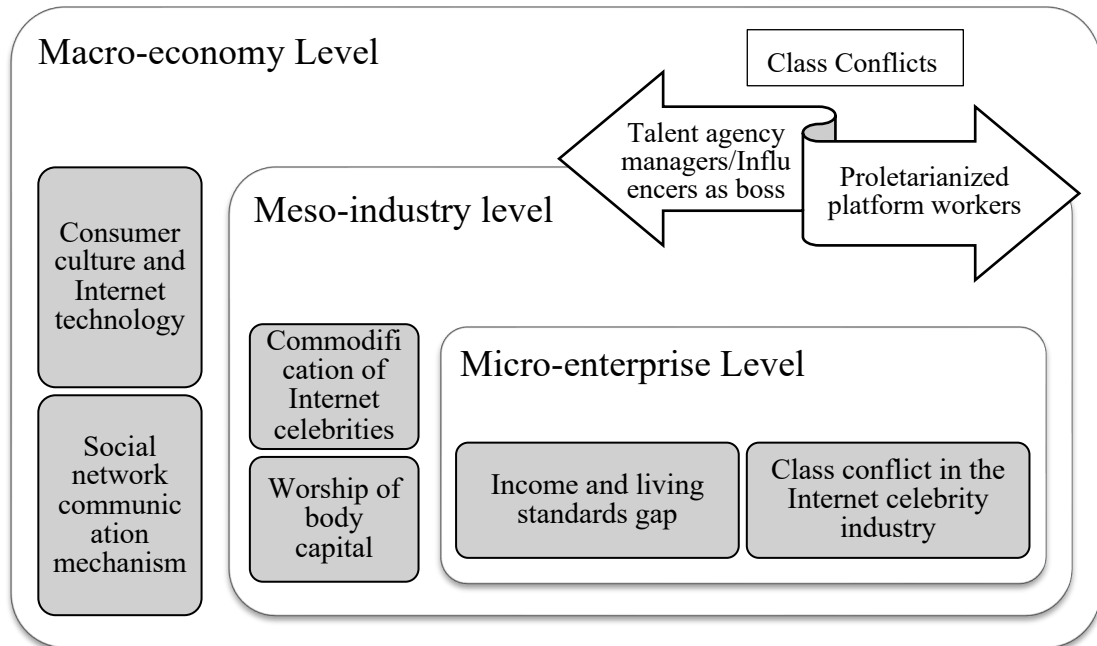 Macro-economy Level
Class Conflicts
Talent agency
managers/Influ
encers as boss
Proletarianized
platform workers
Consumer
culture and
Internet
technology
Social
network
communic
ation
mechanism
Meso-industry level
Commodifi
cation of
Internet
celebrities
Worship of
body
capital
Micro-enterprise Level
Income and living
standards gap
Class conflict in the
Internet celebrity
industry